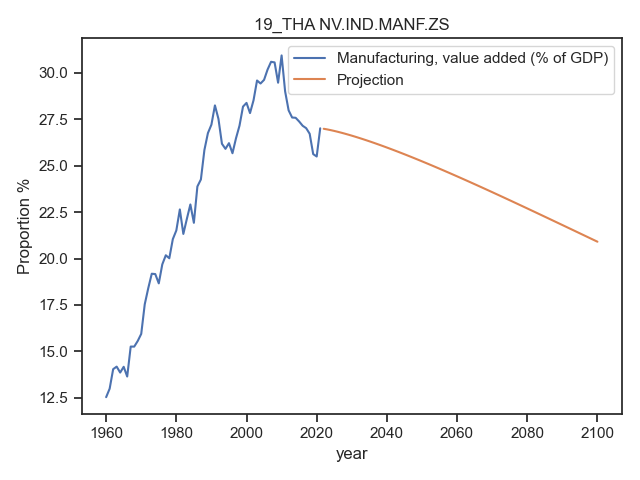 19_THA NV.IND.MANF.ZS
Manufacturing, value added (% of GDP)
Projection
Proportion %
30.0
27.5
25.0
22.5
20.0
17.5
15.0
12.5
1960 1980 2000 2020 2040 2060 2080 2100
year